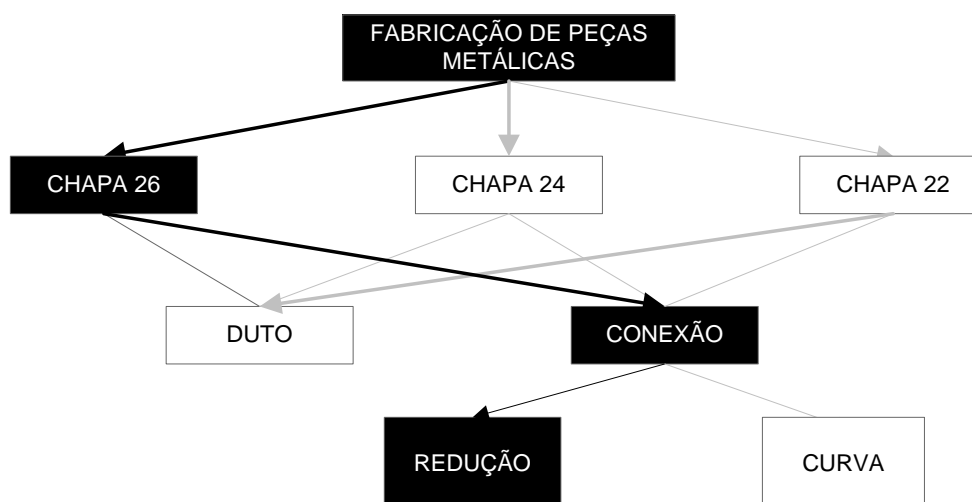 FABRICAÇÃO DE PEÇAS
METÁLICAS
CHAPA 26
CHAPA 24
CHAPA 22
DUTO
CONEXÃO
REDUÇÃO
CURVA